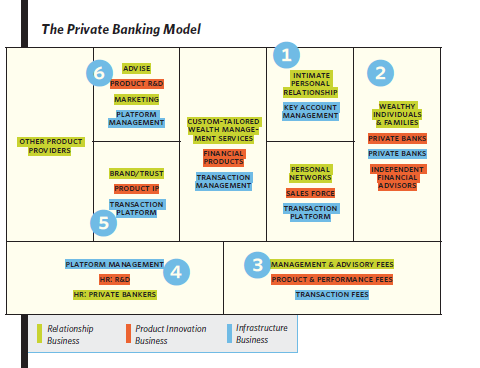 The Private Banking Model
6
ADVISE
PRODUCT R&D
MARKETING
PLATFORM
MANAGEMENT
1
INTIMATE
PERSONAL
RELATIONSHIP
KEY ACCOUNT
MANAGEMENT
2
WEALTHY
INDIVIDUALS
& FAMILIES
PRIVATE BANKS
PRIVATE BANKS
INDEPENDENT
FINANCIAL
ADVISORS
OTHER PRODUCT
PROVIDERS
CUSTOM-TAILORED
WEALTH MANAGE-
MENT SERVICES
FINANCIAL
PRODUCTS
TRANSACTION
MANAGEMENT
BRAND/TRUST
PRODUCT IP
TRANSACTION
PLATFORM
5
PERSONAL
NETWORKS
SALES FORCE
TRANSACTION
PLATFORM
PLATFORM MANAGEMENT
HR: R&D
HR: PRIVATE BANKERS
4
3
MANAGEMENT & ADVISORY FEES
PRODUCT & PERFORMANCE FEES
TRANSACTION FEES
Relationship
Business
Product Innovation
Business
Infrastructure
Business